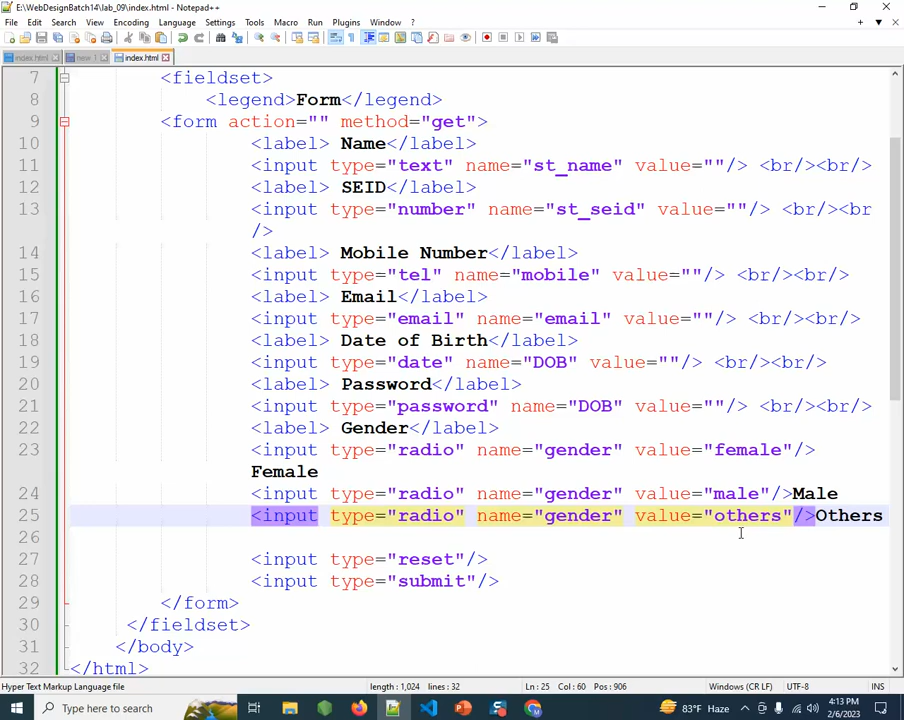 E:\WebDesignBatch14\lab_09\index.html - Notepad++
File Edit Search View Encoding Language Settings Tools Macro Run Plugins Window ?
index.html new 1 index.html
7 <fieldset>
8 <legend>Form</legend>
9 <form action="" method="get">
10 <label> Name</label>
11 <input type="text" name="st_name" value=""/> <br/><br/>
12 <label> SEID</label>
13 <input type="number" name="st_seid" value=""/> <br/><br
/>
14 <label> Mobile Number</label>
15 <input type="tel" name="mobile" value=""/> <br/><br/>
16 <label> Email</label>
17 <input type="email" name="email" value=""/> <br/><br/>
18 <label> Date of Birth</label>
19 <input type="date" name="DOB" value=""/> <br/><br/>
20 <label> Password</label>
21 <input type="password" name="DOB" value=""/> <br/><br/>
22 <label> Gender</label>
23 <input type="radio" name="gender" value="female"/>
Female
24 <input type="radio" name="gender" value="male"/>Male
25 <input type="radio" name="gender" value="others"/>Others
26
27 <input type="reset"/>
28 <input type="submit"/>
29 </form>
30 </fieldset>
31 </body>
32 </html>
Hyper Text Markup Language file length : 1,024 lines : 32 Ln : 25 Col : 60 Pos : 906 Windows (CR LF) UTF-8 INS
Type here to search 83°F Haze 4:13 PM
2/6/2023